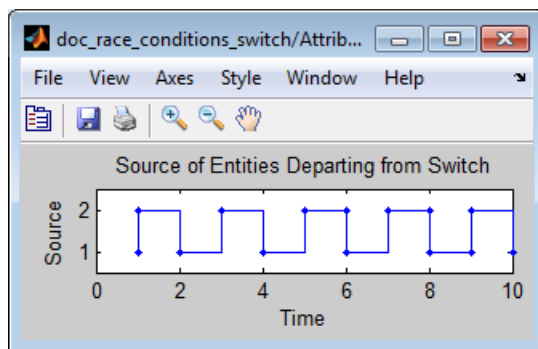 doc_race_conditions_switch/Attrib...
File View Axes Style Window Help
Source of Entities Departing from Switch
Source
2
1
0 2 4 6 8 10
Time